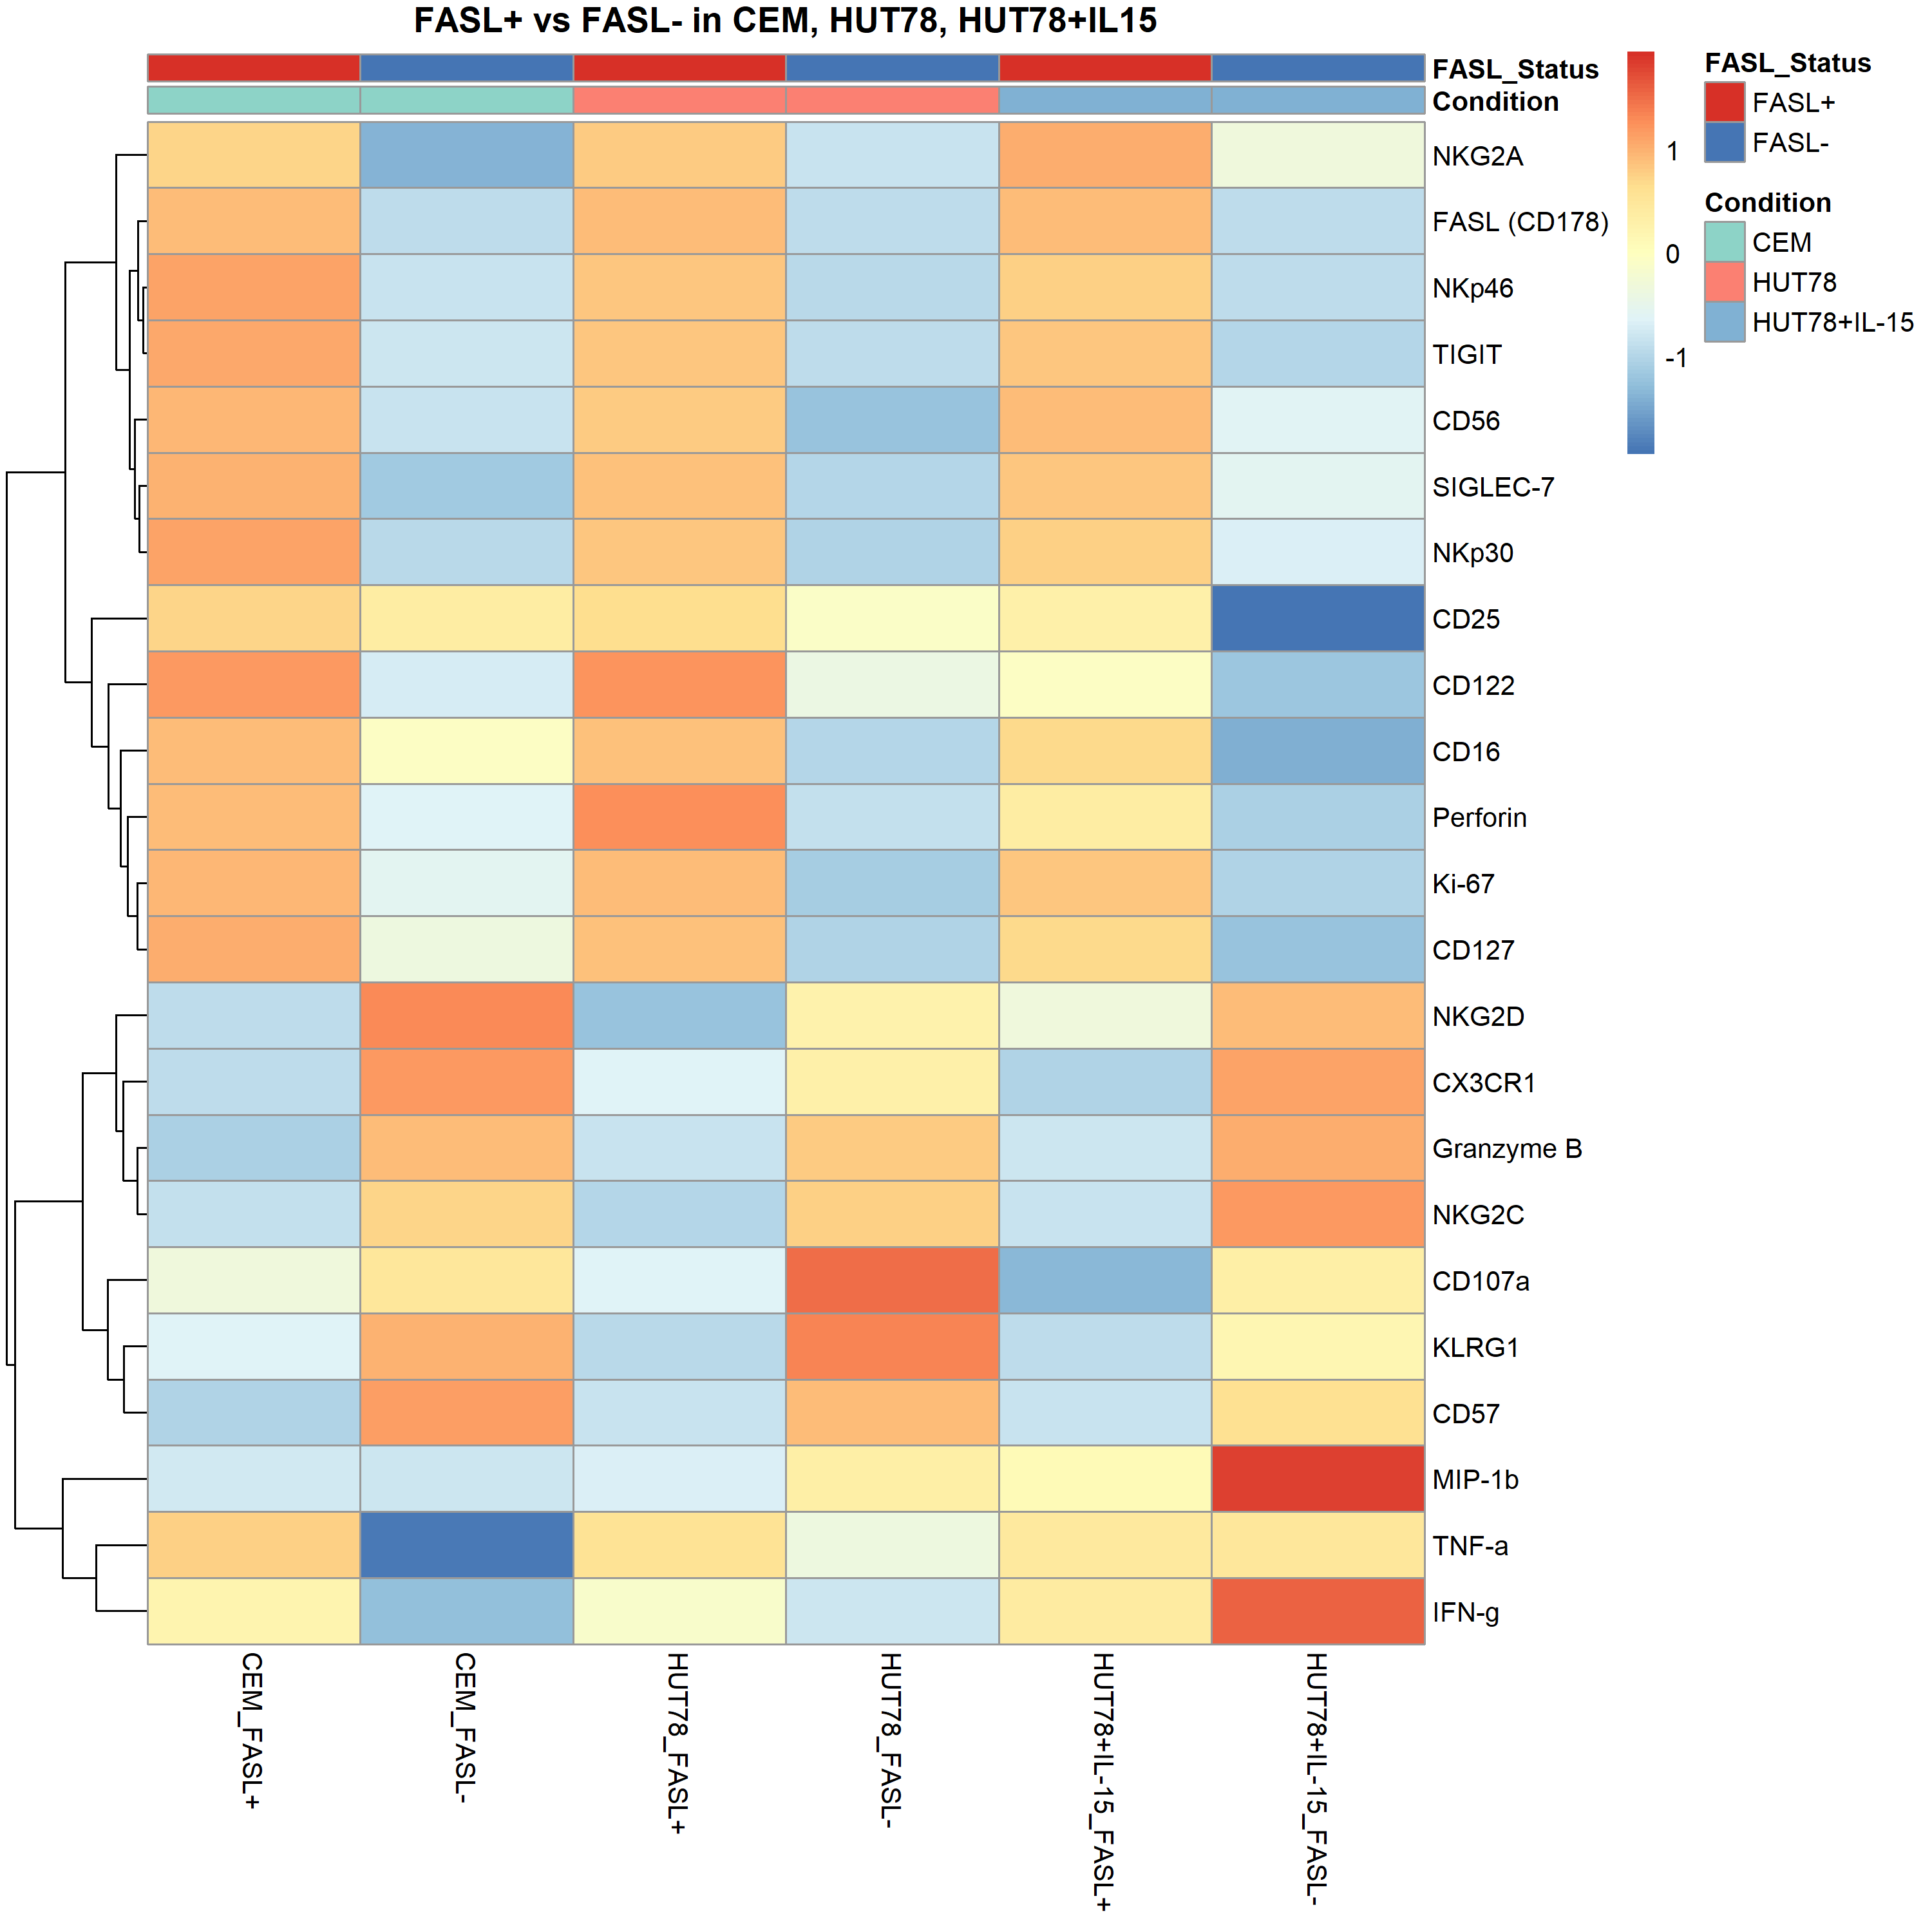 FASL+ vs FASL- in CEM, HUT78, HUT78+IL15
FASL_Status
Condition
NKG2A
FASL (CD178)
NKp46
TIGIT
CD56
SIGLEC-7
NKp30
CD25
CD122
CD16
Perforin
Ki-67
CD127
NKG2D
CX3CR1
Granzyme B
NKG2C
CD107a
KLRG1
CD57
MIP-1b
TNF-a
IFN-g
CEM_FASL+
CEM_FASL-
HUT78_FASL+
HUT78_FASL-
HUT78+IL-15_FASL+
HUT78+IL-15_FASL-
1
0
-1
FASL_Status
FASL+
FASL-
Condition
CEM
HUT78
HUT78+IL-15